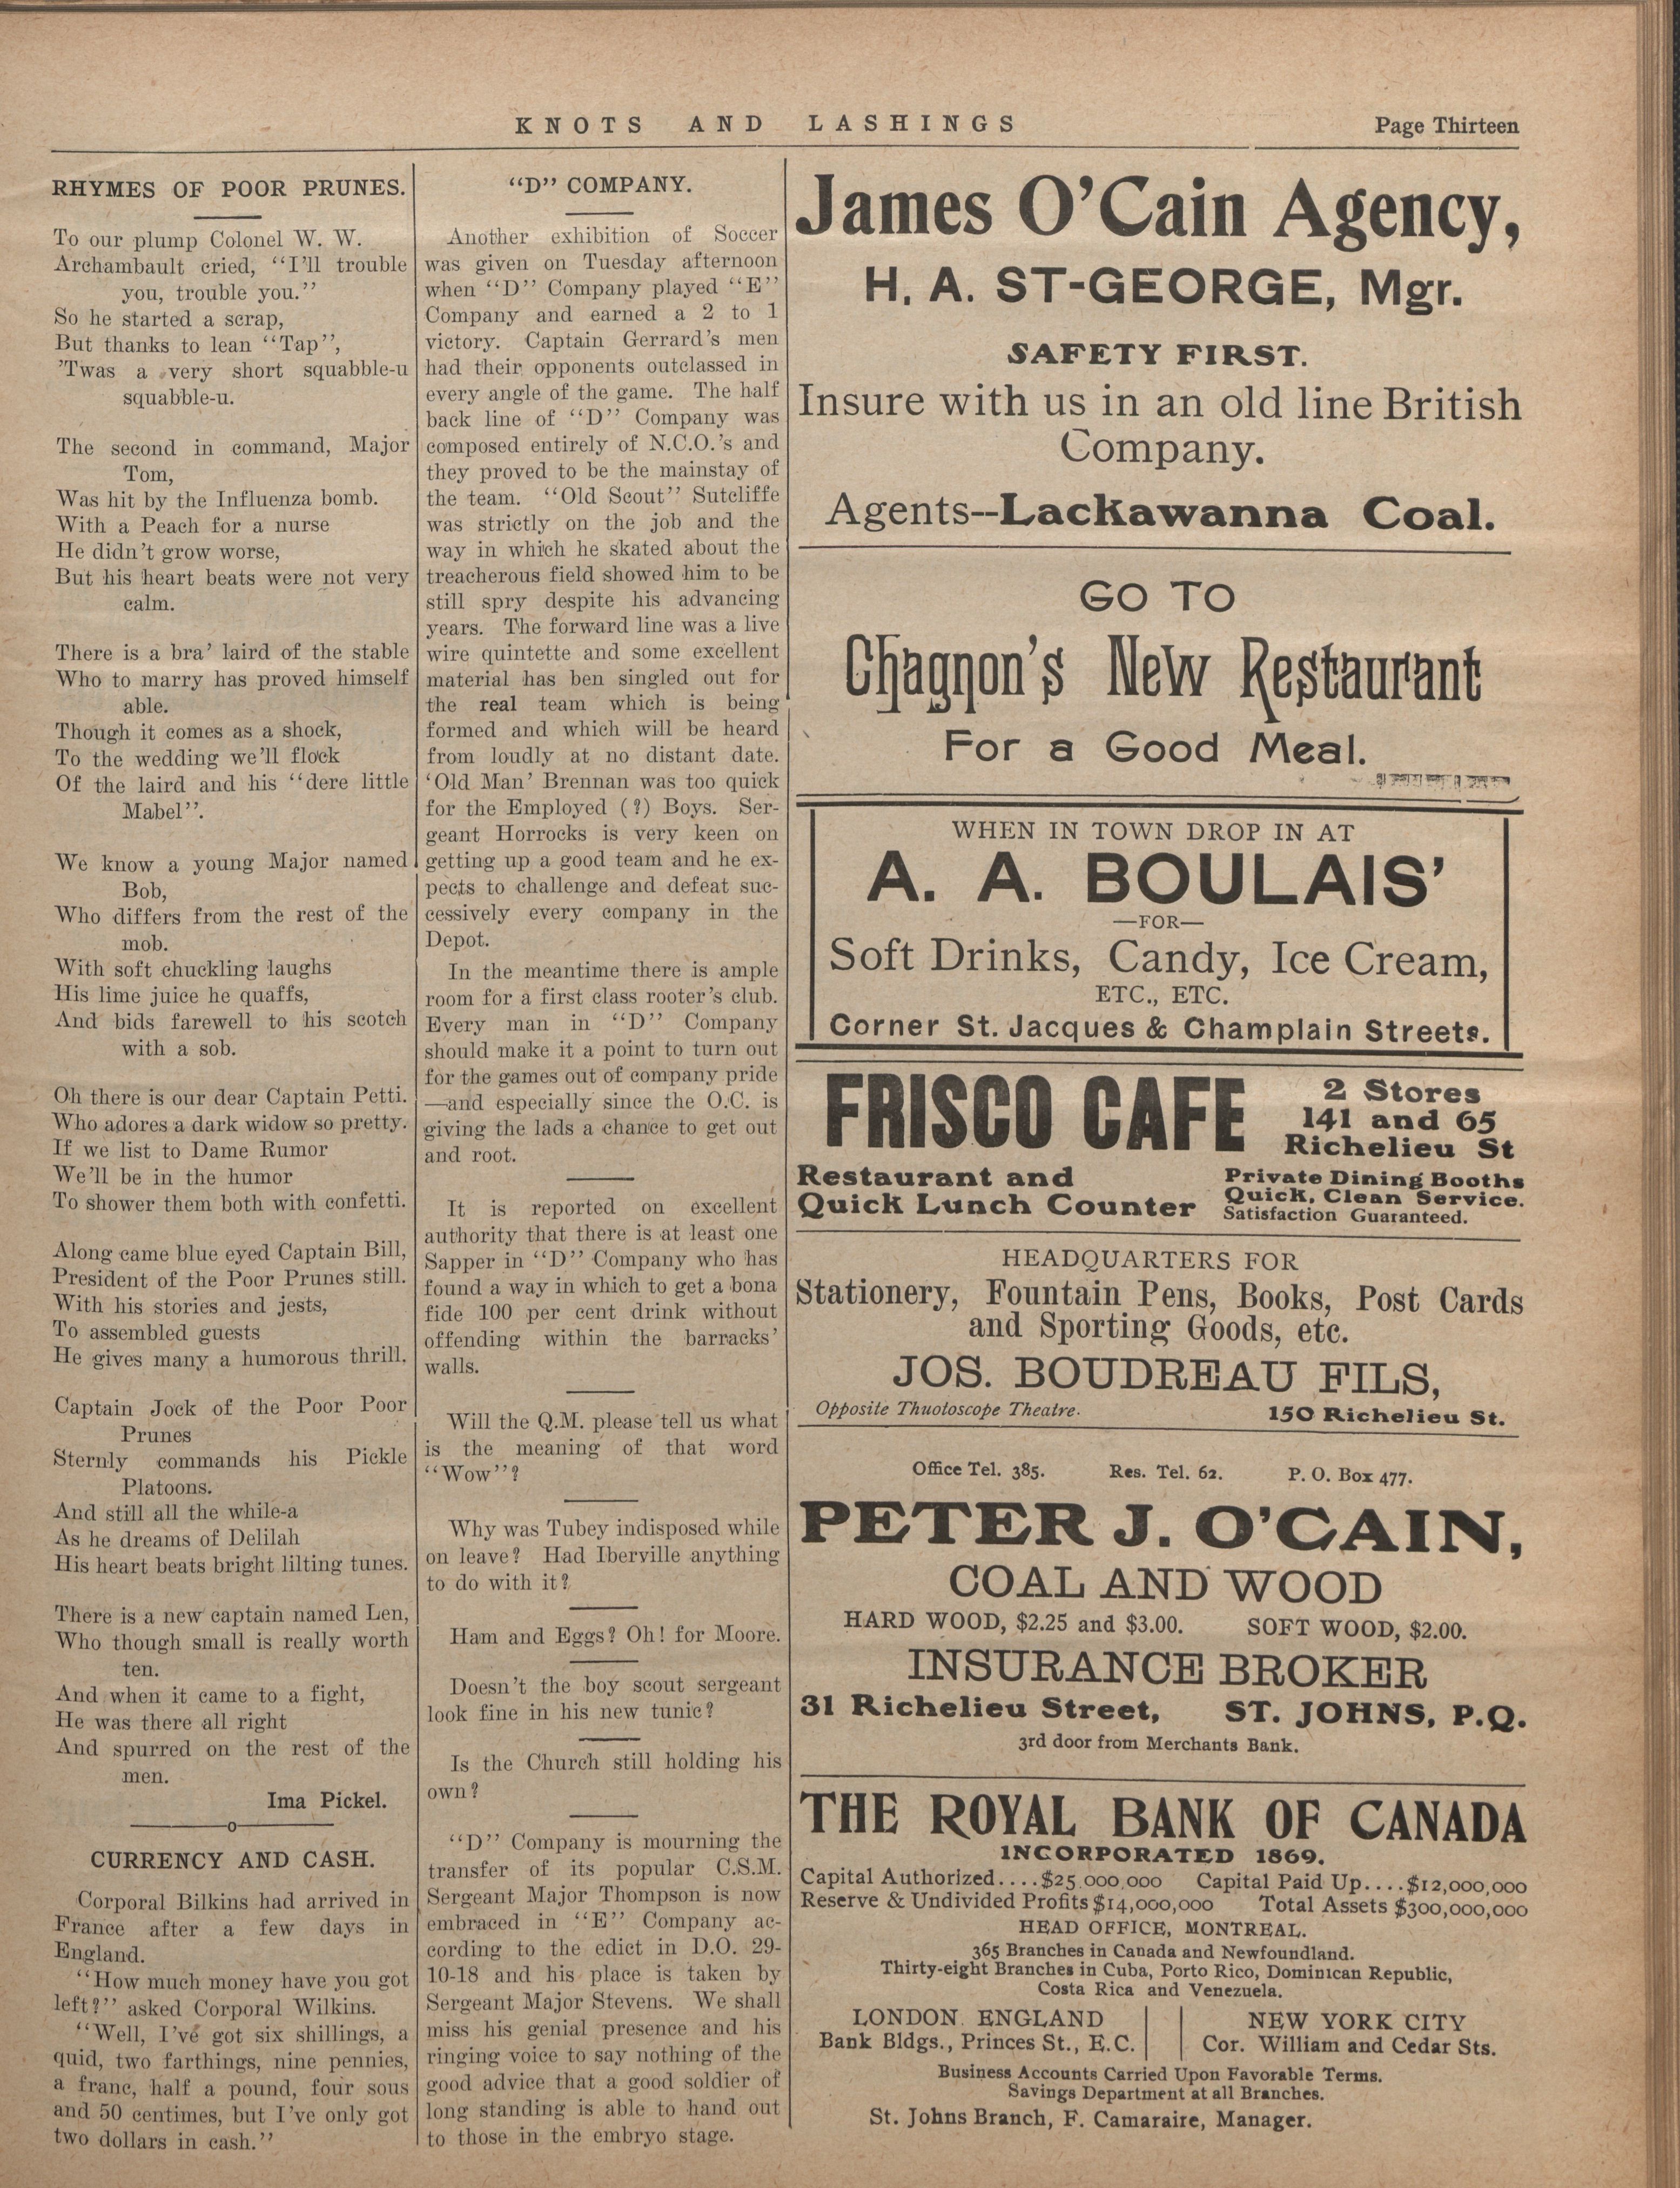 KNOTS AND LASHINGS
Page Thirteen
RHYMES OF POOR PRUNES.
To our plump Colonel W. W.
Archambault cried, "I'll trouble
you, trouble you."
So he started a scrap,
But thanks to lean "Tap",
'Twas a very short squabble-u
squabble-u.
The second in command, Major
Tom,
Was hit by the Influenza bomb.
With a Peach for a nurse
He didn't grow worse,
But his heart beats were not very
calm.
There is a bra' laird of the stable
Who to marry has proved himself
able.
Though it comes as a shock,
To the wedding we'll flock
Of the laird and his "dere little
Mabel".
We know a young Major named
Bob,
Who differs from the rest of the
mob.
With soft chuckling laughs
His lime juice he quaffs,
And bids farewell to his scotch
with a sob.
Oh there is our dear Captain Petti.
Who adores a dark widow so pretty.
If we list to Dame Rumor
We'll be in the humor
To shower them both with confetti.
Along came blue eyed Captain Bill,
President of the Poor Prunes still.
With his stories and jests,
To assembled guests
He gives many a humorous thrill.
Captain Jock of the Poor Poor
Prunes
Sternly commands his Pickle
Platoons.
And still all the while-a
As he dreams of Delilah
His heart beats bright lilting tunes.
There is a new captain named Len,
Who though small is really worth
ten.
And when it came to a fight,
He was there all right
And spurred on the rest of the
men.
Ima Pickel.
CURRENCY AND CASH.
Corporal Bilkins had arrived in
France after a few days in
England.
"How much money have you got
left?" asked Corporal Wilkins.
"Well, I've got six shillings, a
quid, two farthings, nine pennies,
a franc, half a pound, four sous
and 50 centimes, but I've only got
two dollars in cash."
"D" COMPANY.
Another exhibition of Soccer
was given on Tuesday afternoon
when "D" Company played "E"
Company and earned a 2 to 1
victory. Captain Gerrard's men
had their opponents outclassed in
every angle of the game. The half
back line of "D" Company was
composed entirely of N.C.O.'s and
they proved to be the mainstay of
the team. "Old Scout" Sutcliffe
was strictly on the job and the
way in which he skated about the
treacherous field showed him to be
still spry despite his advancing
years. The forward line was a live
wire quintette and some excellent
material has ben singled out for
the real team which is being
formed and which will be heard
from loudly at no distant date.
'Old Man' Brennan was too quick
for the Employed (?) Boys. Ser-
geant Horrocks is very keen on
getting up a good team and he ex-
pects to challenge and defeat suc-
cessively every company in the
Depot.
In the meantime there is ample
room for a first class rooter's club.
Every man in "D" Company
should make it a point to turn out
for the games out of company pride
—and especially since the O.C. is
giving the lads a chance to get out
and root.
It is reported on excellent
authority that there is at least one
Sapper in "D" Company who has
found a way in which to get a bona
fide 100 per cent drink without
offending within the barracks'
walls.
Will the Q.M. please tell us what
is the meaning of that word
"Wow"?
Why was Tubey indisposed while
on leave? Had Iberville anything
to do with it?
Ham and Eggs? Oh! for Moore.
Doesn't the boy scout sergeant
look fine in his new tunic?
Is the Church still holding his
own?
"D" Company is mourning the
transfer of its popular C.S.M.
Sergeant Major Thompson is now
embraced in "E" Company ac-
cording to the edict in D.O. 29-
10-18 and his place is taken by
Sergeant Major Stevens. We shall
miss his genial presence and his
ringing voice to say nothing of the
good advice that a good soldier of
long standing is able to hand out
to those in the embryo stage.
James O'Cain Agency,
H. A. ST-GEORGE, Mgr.
SAFETY FIRST.
Insure with us in an old line British
Company.
Agents--Lackawanna Coal.
GO TO
Chagnon's New Restaurant
For a Good Meal.
WHEN IN TOWN DROP IN AT
A. A. BOULAIS'
—FOR—
Soft Drinks, Candy, Ice Cream,
ETC., ETC.
Corner St. Jacques & Champlain Streets.
FRISCO CAFE
2 Stores
141 and 65
Richelieu St
Restaurant and
Quick Lunch Counter
Private Dining Booths
Quick, Clean Service.
Satisfaction Guaranteed.
HEADQUARTERS FOR
Stationery, Fountain Pens, Books, Post Cards
and Sporting Goods, etc.
JOS. BOUDREAU FILS,
Opposite Thuotoscope Theatre.
150 Richelieu St.
Office Tel. 385. Res. Tel. 62. P. O. Box 477.
PETER J. O'CAIN,
COAL AND WOOD
HARD WOOD, $2.25 and $3.00. SOFT WOOD, $2.00.
INSURANCE BROKER
31 Richelieu Street, ST. JOHNS, P.Q.
3rd door from Merchants Bank.
THE ROYAL BANK OF CANADA
INCORPORATED 1869.
Capital Authorized....$25.000.000 Capital Paid Up....$12,000,000
Reserve & Undivided Profits $14,000,000 Total Assets $300,000,000
HEAD OFFICE, MONTREAL.
365 Branches in Canada and Newfoundland.
Thirty-eight Branches in Cuba, Porto Rico, Dominican Republic,
Costa Rica and Venezuela.
LONDON ENGLAND
Bank Bldgs., Princes St., E.C.
NEW YORK CITY
Cor. William and Cedar Sts.
Business Accounts Carried Upon Favorable Terms.
Savings Department at all Branches.
St. Johns Branch, F. Camaraire, Manager.